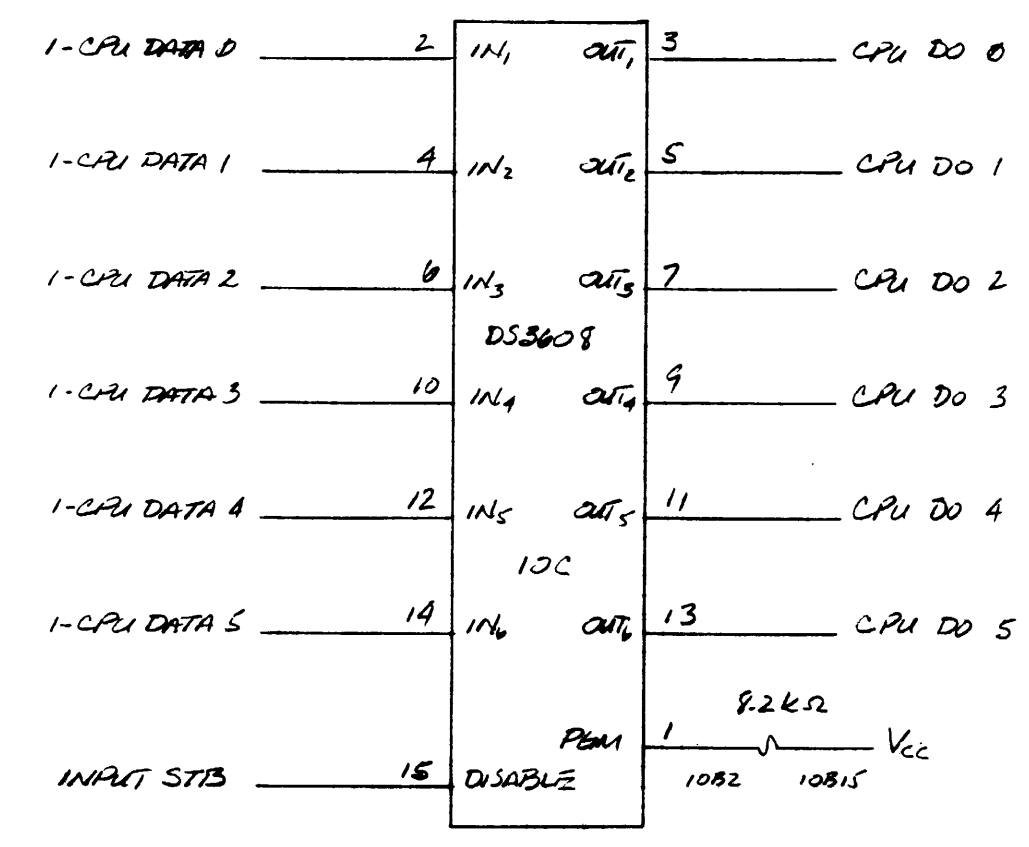 1-CPU DATA 0 2 IN1 OUT1 3 CPU DO 0
1-CPU DATA 1 4 IN2 OUT2 5 CPU DO 1
1-CPU DATA 2 6 IN3 OUT3 7 CPU DO 2
DS3608
1-CPU DATA 3 10 IN4 OUT4 9 CPU DO 3
1-CPU DATA 4 12 IN5 OUT5 11 CPU DO 4
10C
1-CPU DATA 5 14 IN6 OUT6 13 CPU DO 5
8.2 kΩ
PGM 1 Vcc
10B2 10B15
INPUT STB 15 DISABLE